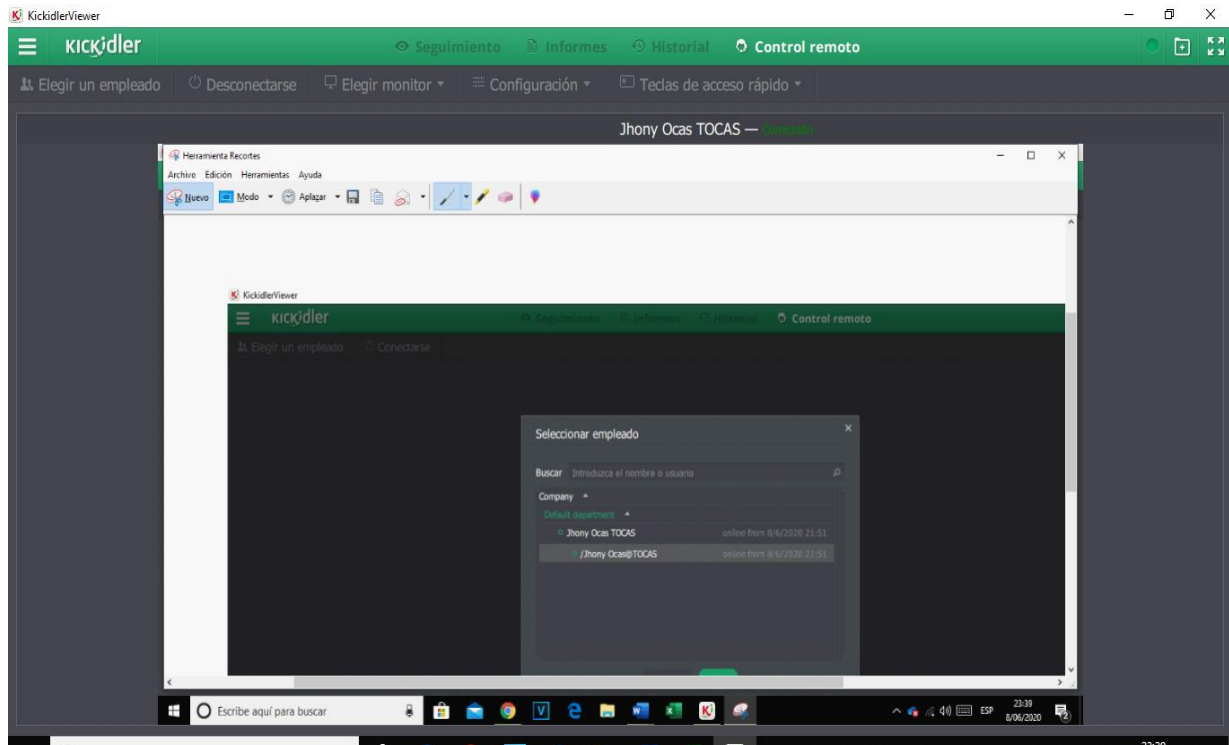 KickidlerViewer
KICKidler Seguimiento Informes Historial Control remoto
Elegir un empleado Desconectarse Elegir monitor Configuración Teclas de acceso rápido
Jhony Ocas TOCAS — Conectado
Herramienta Recortes
Archivo Edición Herramientas Ayuda
Nuevo Modo Aplazar
KickidlerViewer
KICKidler Seguimiento Informes Historial Control remoto
Elegir un empleado Conectarse
Seleccionar empleado
Buscar Introduzca el nombre o usuario
Company
Default department
Jhony Ocas TOCAS online from 8/6/2020 21:51
/Jhony Ocas@TOCAS online from 8/6/2020 21:51
Escribe aquí para buscar ESP 23:39
8/06/2020